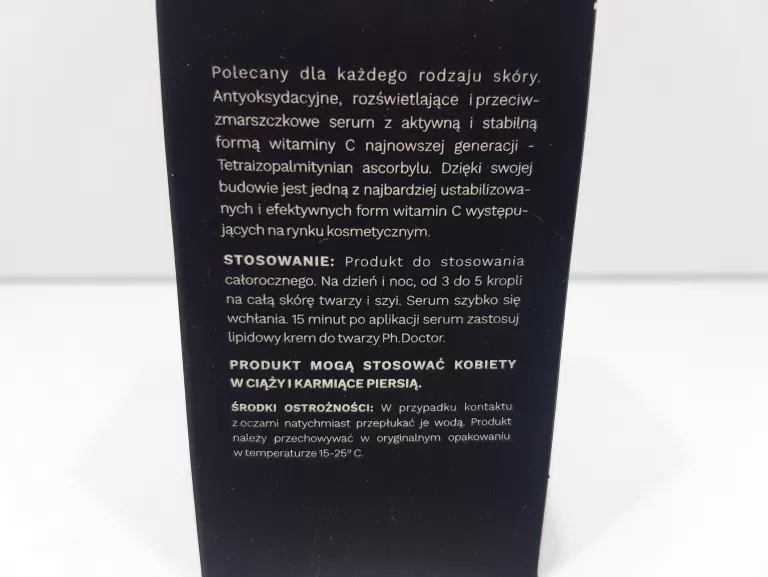 Polecany dla każdego rodzaju skóry.
Antyoksydacyjne, rozświetlające i przeciw-
zmarszczkowe serum z aktywną i stabilną
formą witaminy C najnowszej generacji -
Tetraizopalmitynian ascorbylu. Dzięki swojej
budowie jest jedną z najbardziej ustabilizowa-
nych i efektywnych form witamin C występu-
jących na rynku kosmetycznym.
STOSOWANIE: Produkt do stosowania
całorocznego. Na dzień i noc, od 3 do 5 kropli
na całą skórę twarzy i szyi. Serum szybko się
wchłania. 15 minut po aplikacji serum zastosuj
lipidowy krem do twarzy Ph.Doctor.
PRODUKT MOGĄ STOSOWAĆ KOBIETY
W CIĄŻY I KARMIĄCE PIERSIĄ.
ŚRODKI OSTROŻNOŚCI: W przypadku kontaktu
z oczami natychmiast przepłukać je wodą. Produkt
należy przechowywać w oryginalnym opakowaniu
w temperaturze 15-25° C.